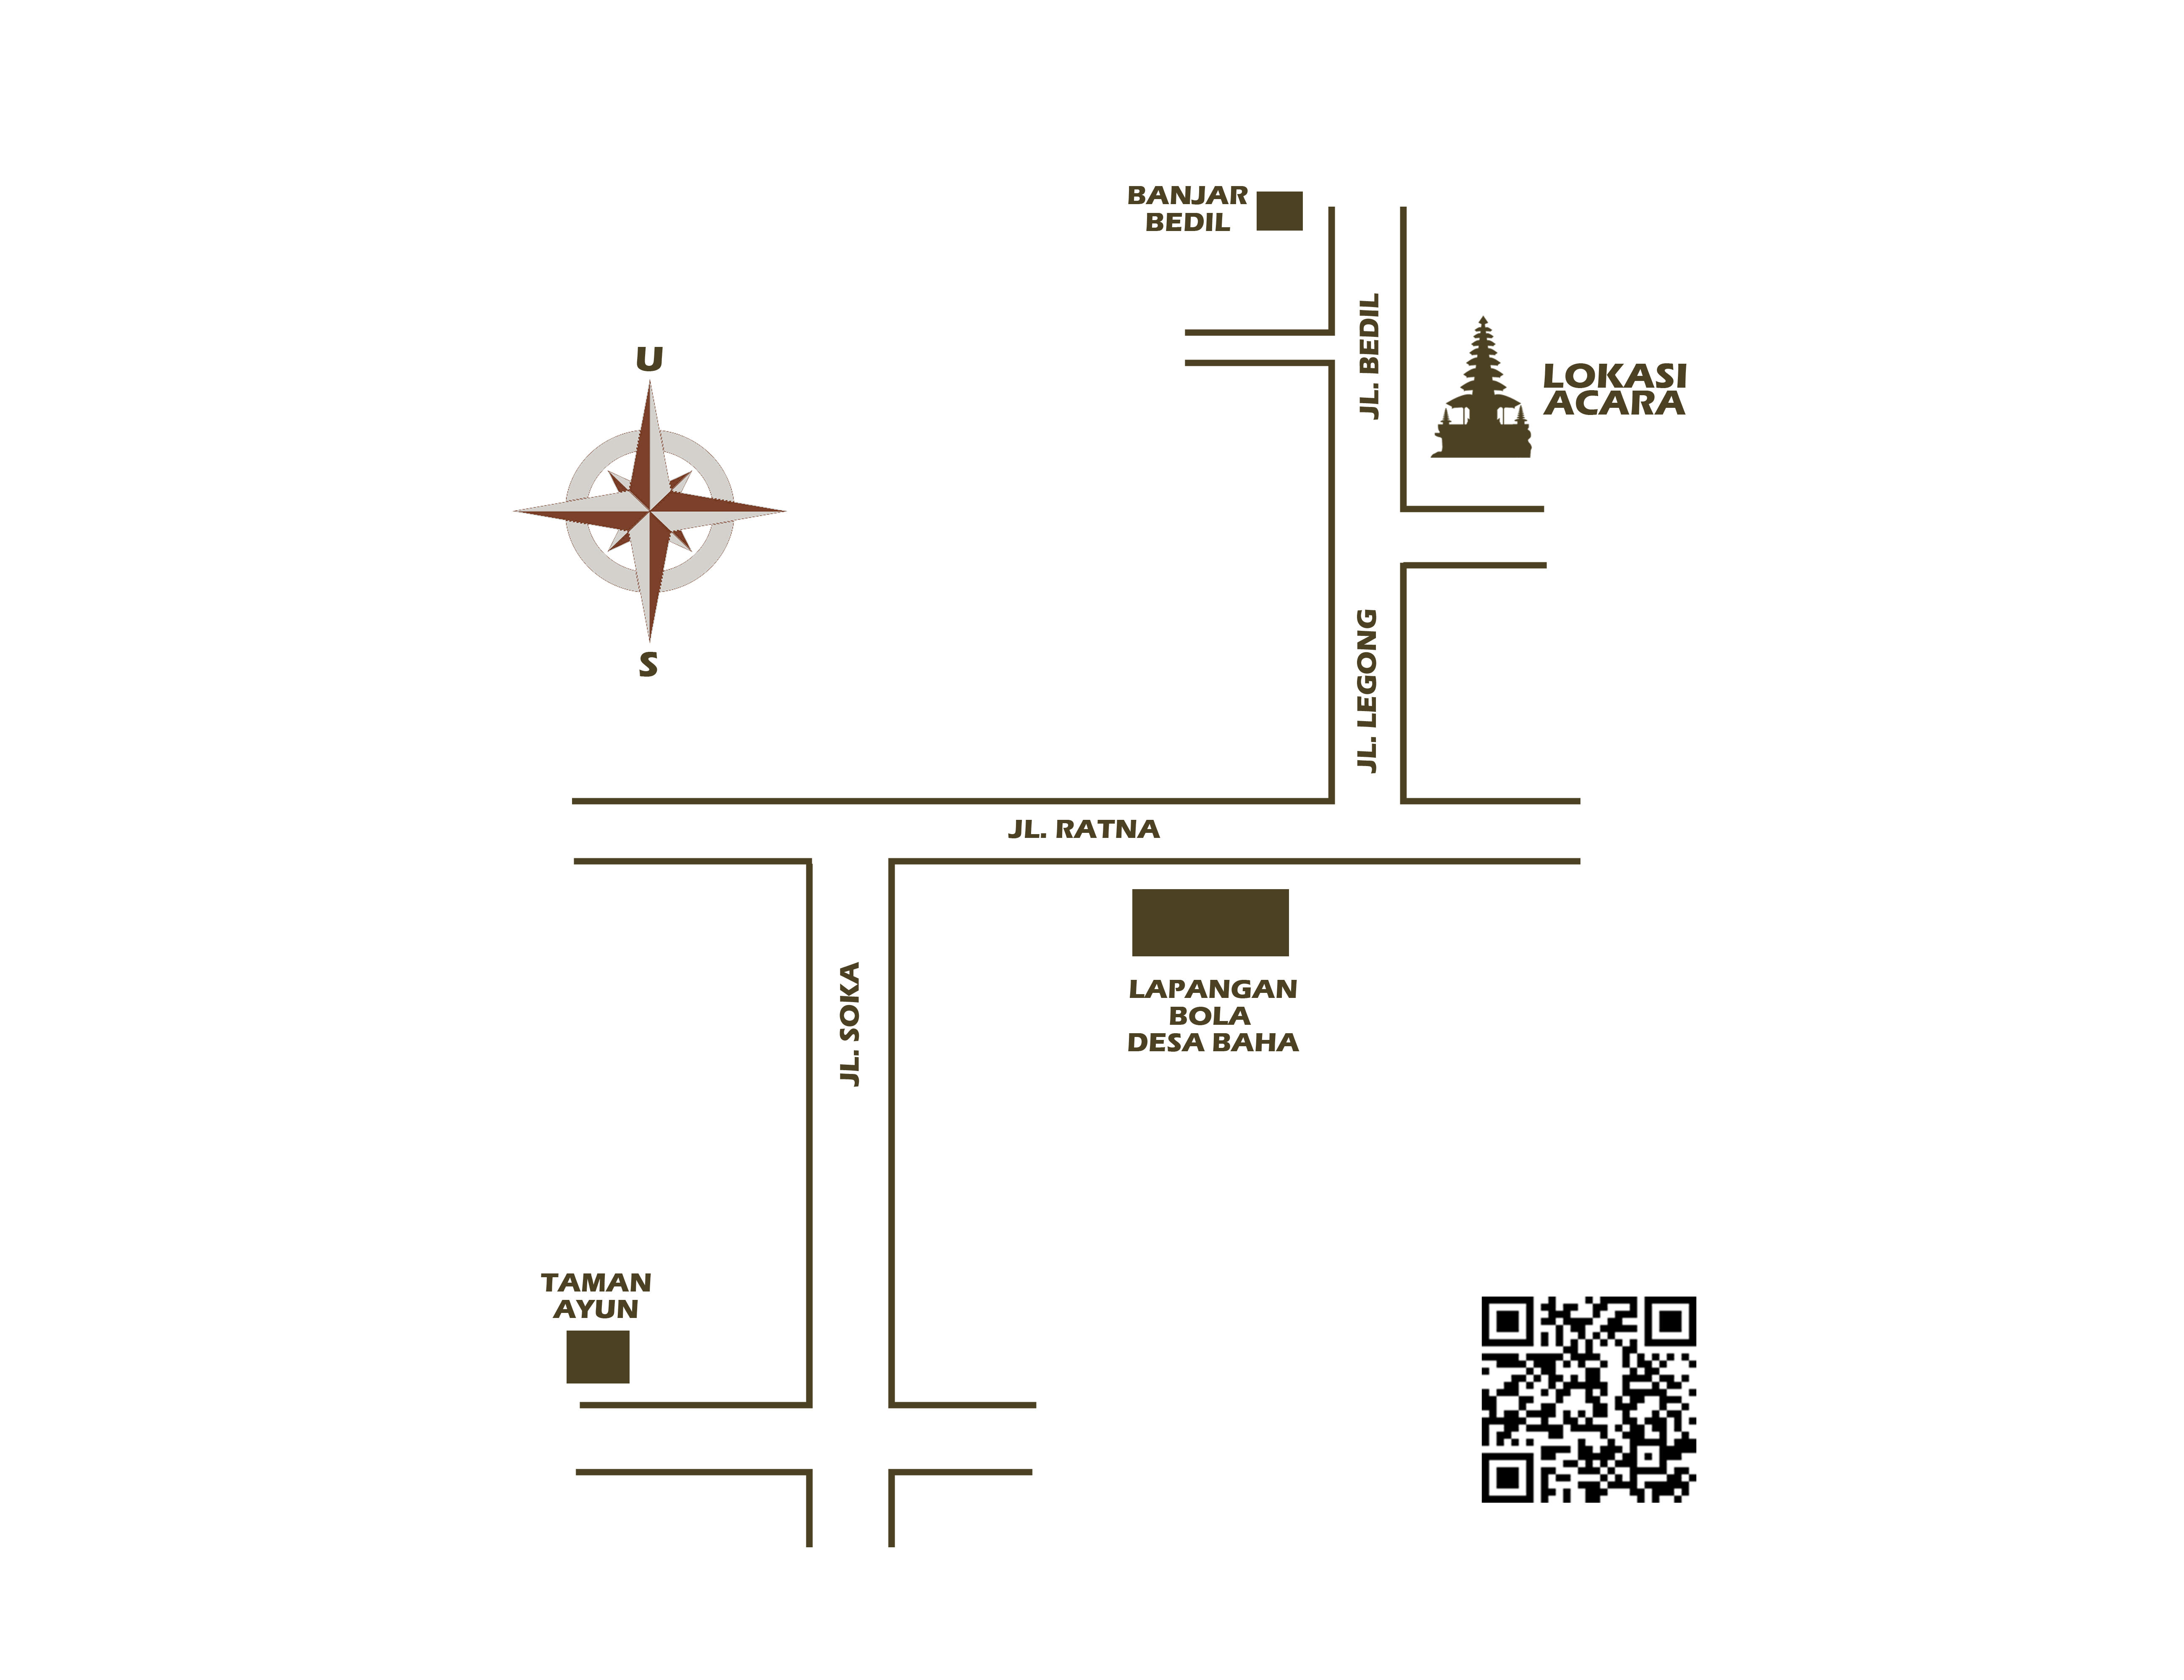 BANJAR
BEDIL
JL. BEDIL
LOKASI
ACARA
U
S
JL. LEGONG
JL. RATNA
LAPANGAN
BOLA
DESA BAHA
JL. SOKA
TAMAN
AYUN